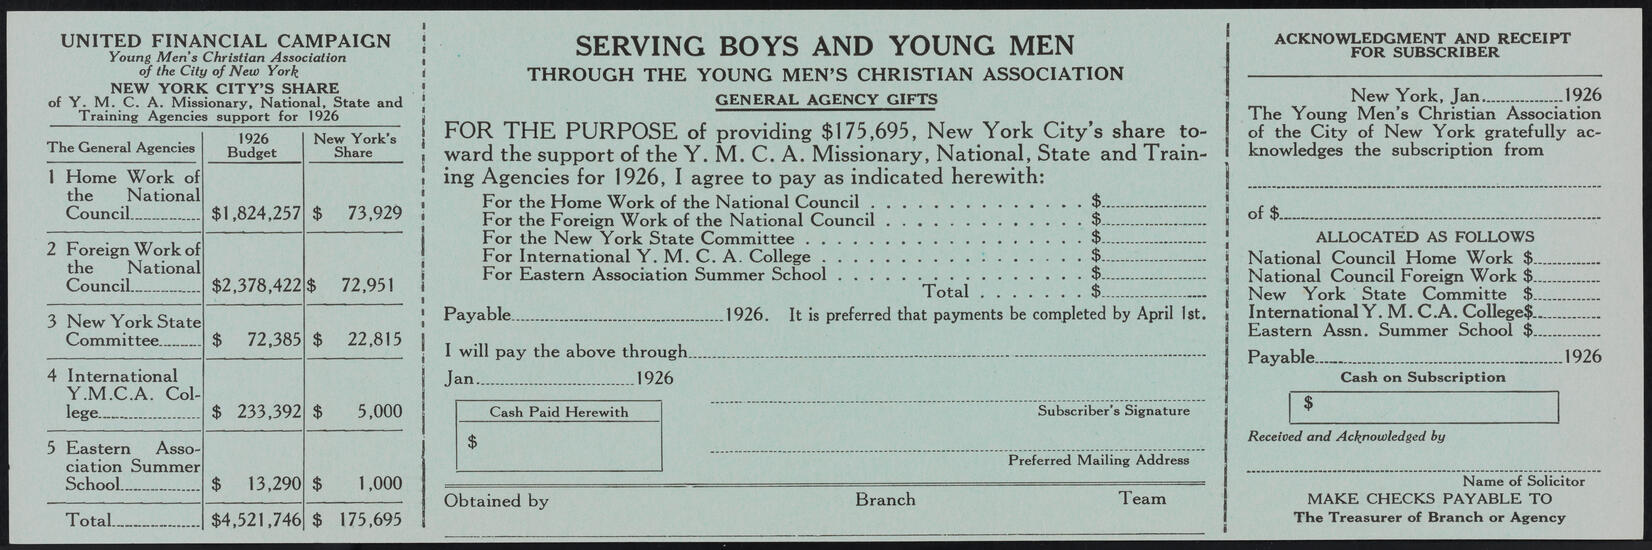 UNITED FINANCIAL CAMPAIGN
Young Men's Christian Association
of the City of New York
NEW YORK CITY'S SHARE
of Y. M. C. A. Missionary, National, State and
Training Agencies support for 1926
The General Agencies | 1926 Budget | New York's Share
1 Home Work of
the National
Council............ $1,824,257 $ 73,929
2 Foreign Work of
the National
Council............ $2,378,422 $ 72,951
3 New York State
Committee.......... $ 72,385 $ 22,815
4 International
Y.M.C.A. Col-
lege................ $ 233,392 $ 5,000
5 Eastern Asso-
ciation Summer
School.............. $ 13,290 $ 1,000
Total................ $4,521,746 $ 175,695
SERVING BOYS AND YOUNG MEN
THROUGH THE YOUNG MEN'S CHRISTIAN ASSOCIATION
GENERAL AGENCY GIFTS
FOR THE PURPOSE of providing $175,695, New York City's share to-
ward the support of the Y. M. C. A. Missionary, National, State and Train-
ing Agencies for 1926, I agree to pay as indicated herewith:
For the Home Work of the National Council . . . . . . . . . . . . . . $..................
For the Foreign Work of the National Council . . . . . . . . . . . . . $..................
For the New York State Committee . . . . . . . . . . . . . . . . . $..................
For International Y. M. C. A. College . . . . . . . . . . . . . . . . $..................
For Eastern Association Summer School . . . . . . . . . . . . . . . $..................
Total . . . . . . . $..................
Payable....................................1926. It is preferred that payments be completed by April 1st.
I will pay the above through....................................
Jan...........................1926
Cash Paid Herewith
$
Subscriber's Signature
Preferred Mailing Address
Obtained by Branch Team
ACKNOWLEDGMENT AND RECEIPT
FOR SUBSCRIBER
New York, Jan...............1926
The Young Men's Christian Association
of the City of New York gratefully ac-
knowledges the subscription from
of $....................................
ALLOCATED AS FOLLOWS
National Council Home Work $............
National Council Foreign Work $............
New York State Committe $............
International Y. M. C.A. College$............
Eastern Assn. Summer School $............
Payable....................................1926
Cash on Subscription
$
Received and Acknowledged by
Name of Solicitor
MAKE CHECKS PAYABLE TO
The Treasurer of Branch or Agency